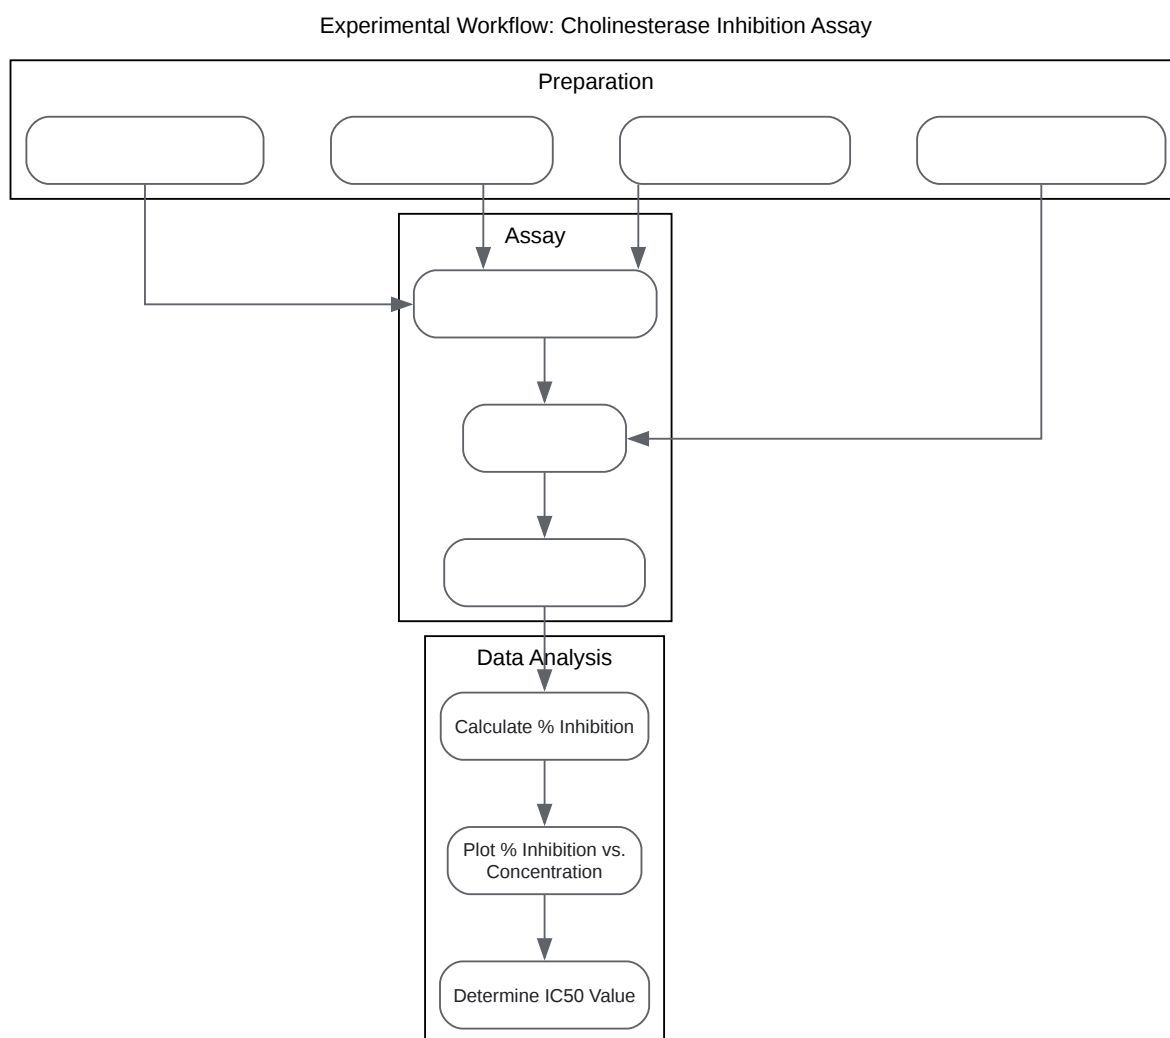 Experimental Workflow: Cholinesterase Inhibition Assay
Preparation
Assay
Data Analysis
Calculate % Inhibition
Plot % Inhibition vs.
Concentration
Determine IC50 Value